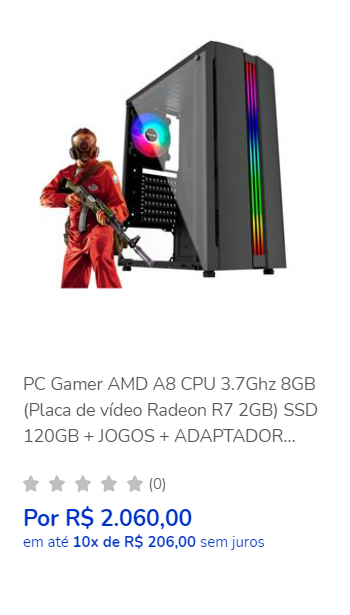 PC Gamer AMD A8 CPU 3.7Ghz 8GB
(Placa de vídeo Radeon R7 2GB) SSD
120GB + JOGOS + ADAPTADOR...
(0)
Por R$ 2.060,00
em até 10x de R$ 206,00 sem juros